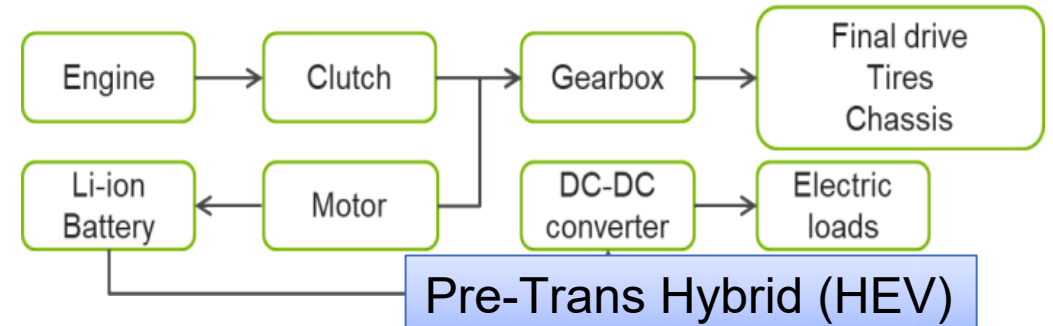 Engine
Clutch
Gearbox
Final drive
Tires
Chassis
Li-ion
Battery
Motor
DC-DC
converter
Electric
loads
Pre-Trans Hybrid (HEV)